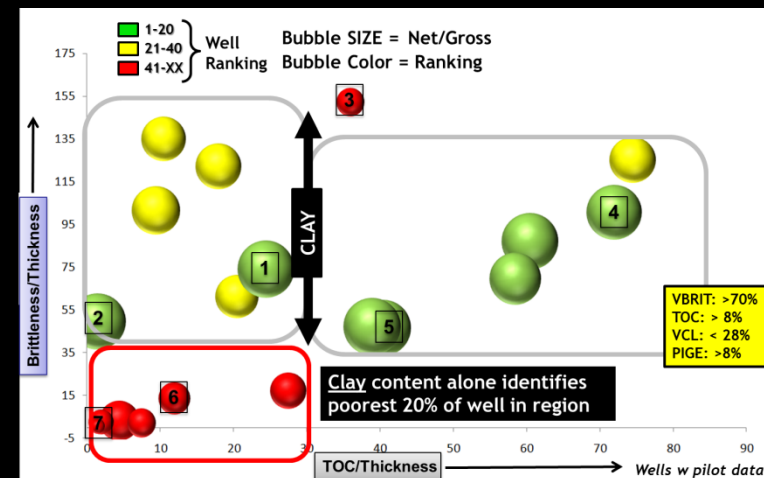 1-20
21-40
41-XX
Well
Ranking
Bubble SIZE = Net/Gross
Bubble Color = Ranking
175
155
135
115
95
75
55
35
15
-5
Brittleness/Thickness
3
4
1
2
5
6
7
CLAY
VBRIT: >70%
TOC: > 8%
VCL: < 28%
PIGE: >8%
Clay content alone identifies
poorest 20% of well in region
0 10 20 30 40 50 60 70 80 90
TOC/Thickness
Wells w pilot data